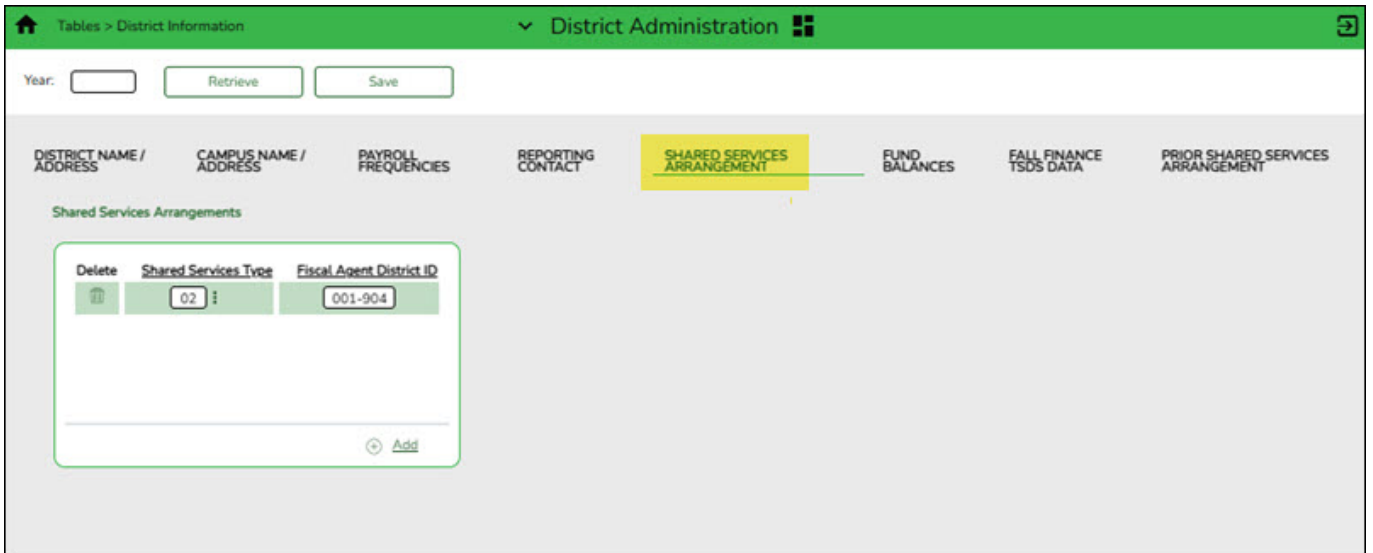 Tables > District Information
District Administration
Year:
Retrieve
Save
DISTRICT NAME /
ADDRESS
CAMPUS NAME /
ADDRESS
PAYROLL
FREQUENCIES
REPORTING
CONTACT
SHARED SERVICES
ARRANGEMENT
FUND
BALANCES
FALL FINANCE
TSDS DATA
PRIOR SHARED SERVICES
ARRANGEMENT
Shared Services Arrangements
Delete Shared Services Type Fiscal Agent District ID
02 001-904
Add